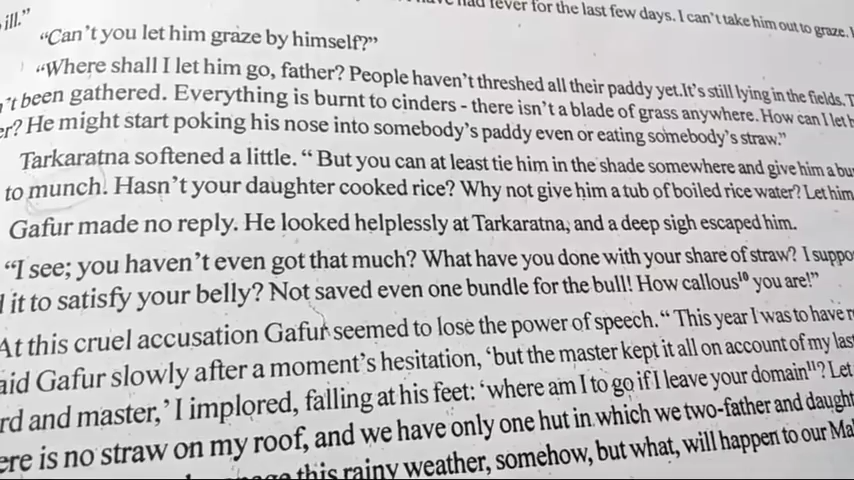 ill.”
had fever for the last few days. I can’t take him out to graze.
“Can’t you let him graze by himself?”
“Where shall I let him go, father? People haven’t threshed all their paddy yet.It’s still lying in the fields.
been gathered. Everything is burnt to cinders - there isn’t a blade of grass anywhere. How can I let
He might start poking his nose into somebody’s paddy even or eating somebody’s straw.”
Tarkaratna softened a little. “ But you can at least tie him in the shade somewhere and give him a
to munch. Hasn’t your daughter cooked rice? Why not give him a tub of boiled rice water? Let him
Gafur made no reply. He looked helplessly at Tarkaratna, and a deep sigh escaped him.
“I see; you haven’t even got that much? What have you done with your share of straw? I
it to satisfy your belly? Not saved even one bundle for the bull! How callous¹⁰ you are!”
At this cruel accusation Gafur seemed to lose the power of speech. “ This year I was to have
Gafur slowly after a moment’s hesitation, ‘but the master kept it all on account of my
and master,’ I implored, falling at his feet: ‘where am I to go if I leave your domain¹¹? Let
is no straw on my roof, and we have only one hut in which we two-father and
this rainy weather, somehow, but what, will happen to our